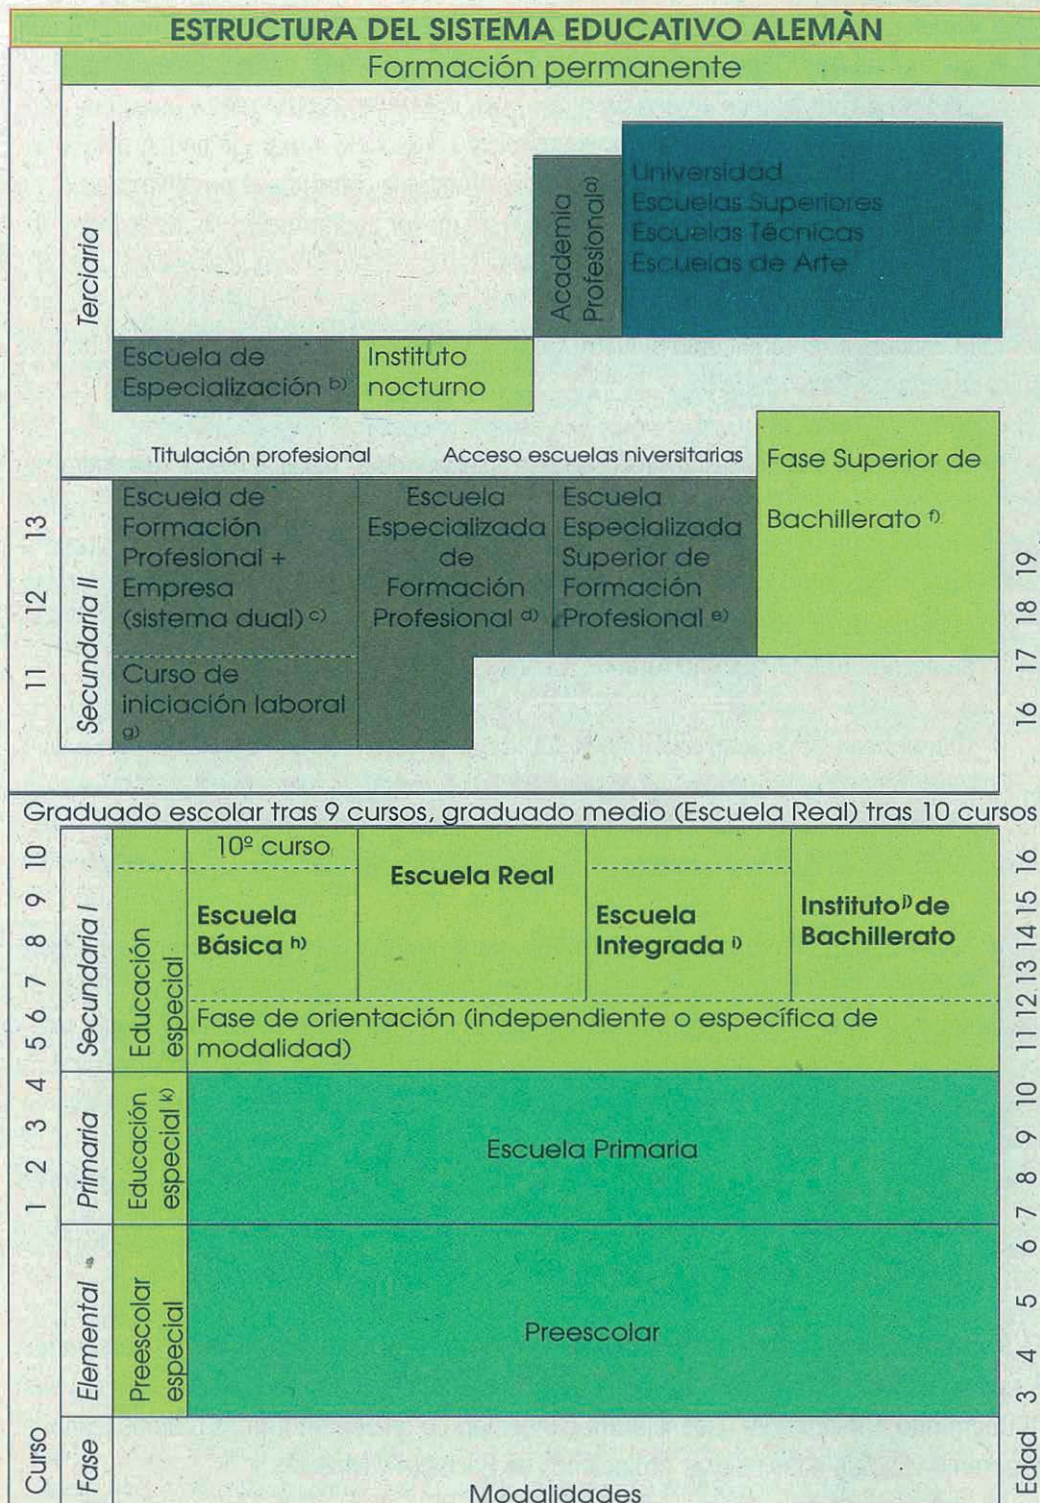 ESTRUCTURA DEL SISTEMA EDUCATIVO ALEMÀN
Formación permanente
Terciaria
Academia
Profesional a)
Universidad
Escuelas Superiores
Escuelas Técnicas
Escuelas de Arte
Escuela de
Especialización b)
Instituto
nocturno
Titulación profesional
Acceso escuelas niversitarias
Fase Superior de
Bachillerato f)
13
12
11
Secundaria II
Escuela de
Formación
Profesional +
Empresa
(sistema dual) c)
Escuela
Especializada
de
Formación
Profesional d)
Escuela
Especializada
Superior de
Formación
Profesional e)
Curso de
iniciación laboral
g)
19
18
17
16
Graduado escolar tras 9 cursos, graduado medio (Escuela Real) tras 10 cursos
10
9
8
7
6
5
Secundaria I
Educación
especial
10º curso
Escuela
Básica h)
Escuela Real
Escuela
Integrada i)
Instituto j) de
Bachillerato
Fase de orientación (independiente o específica de
modalidad)
16
15
14
13
12
11
4
3
2
1
Primaria
Educación
especial k)
Escuela Primaria
10
9
8
7
Elemental
Preescolar
especial
Preescolar
6
5
4
3
Curso
Fase
Modalidades
Edad